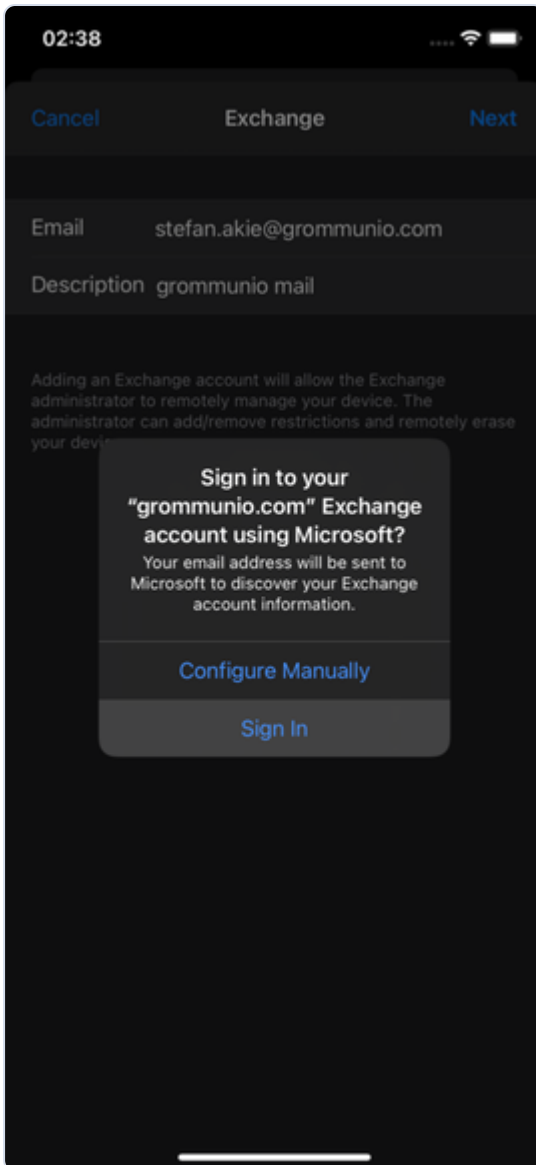 02:38
Cancel Exchange Next
Email stefan.akie@grommunio.com
Description grommunio mail
Adding an Exchange account will allow the Exchange
administrator to remotely manage your device. The
administrator can add/remove restrictions and remotely erase
your devic
Sign in to your
“grommunio.com” Exchange
account using Microsoft?
Your email address will be sent to
Microsoft to discover your Exchange
account information.
Configure Manually
Sign In